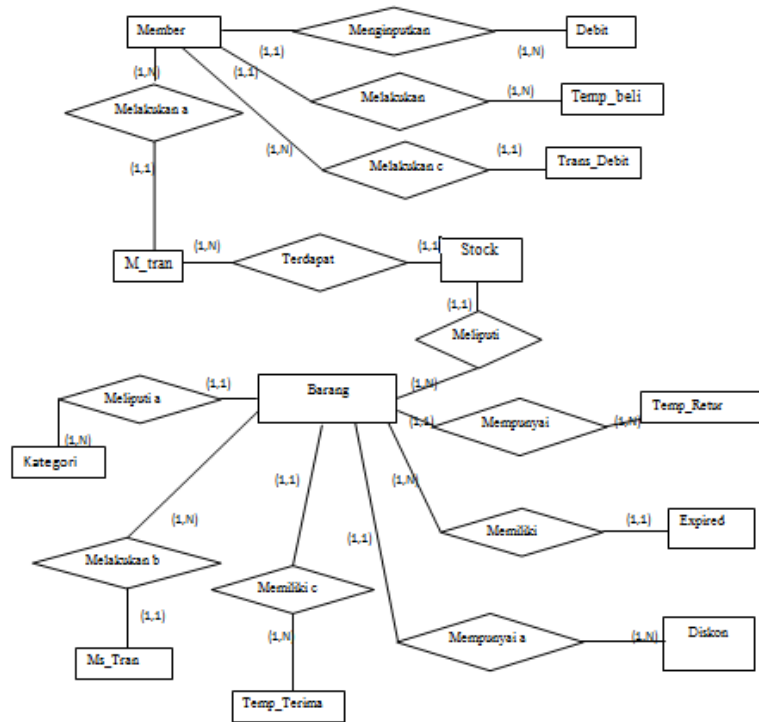 Member
(1,1)
Menginputkan
(1,N)
Debit
(1,N)
(1,1)
Melakukan
(1,N)
Temp_beli
Melakukan a
(1,N)
Melakukan c
(1,1)
Trans_Debit
(1,1)
M_tran
(1,N)
Terdapat
(1,1
Stock
(1,1)
Meliputi
Meliputi a
(1,1)
Barang
(1,N)
(1,1)
Mempunyai
(1,N)
Temp_Retur
(1,N)
Kategori
(1,N)
(1,1)
(1,N)
Memiliki
(1,1)
Expired
Melakukan b
(1,1)
Memiliki c
(1,1)
(1,N)
Mempunyai a
(1,N)
Diskon
Ms_Tran
Temp_Terima